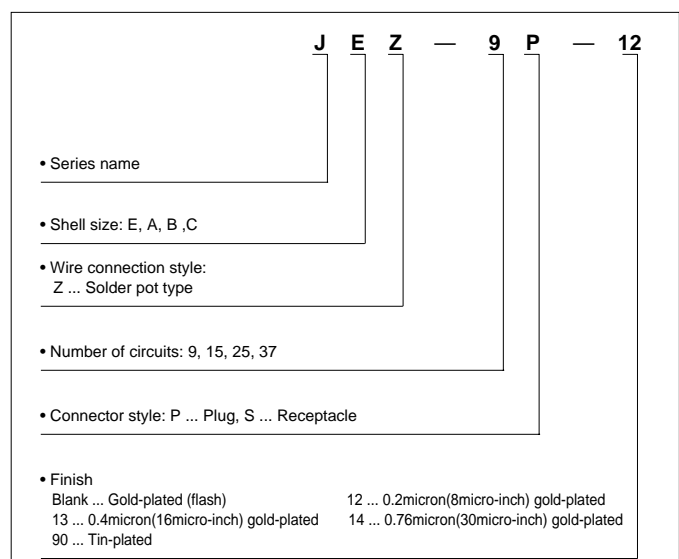 J E Z — 9 P — 12
• Series name
• Shell size: E, A, B ,C
• Wire connection style:
Z ... Solder pot type
• Number of circuits: 9, 15, 25, 37
• Connector style: P ... Plug, S ... Receptacle
• Finish
Blank ... Gold-plated (flash) 12 ... 0.2micron(8micro-inch) gold-plated
13 ... 0.4micron(16micro-inch) gold-plated 14 ... 0.76micron(30micro-inch) gold-plated
90 ... Tin-plated